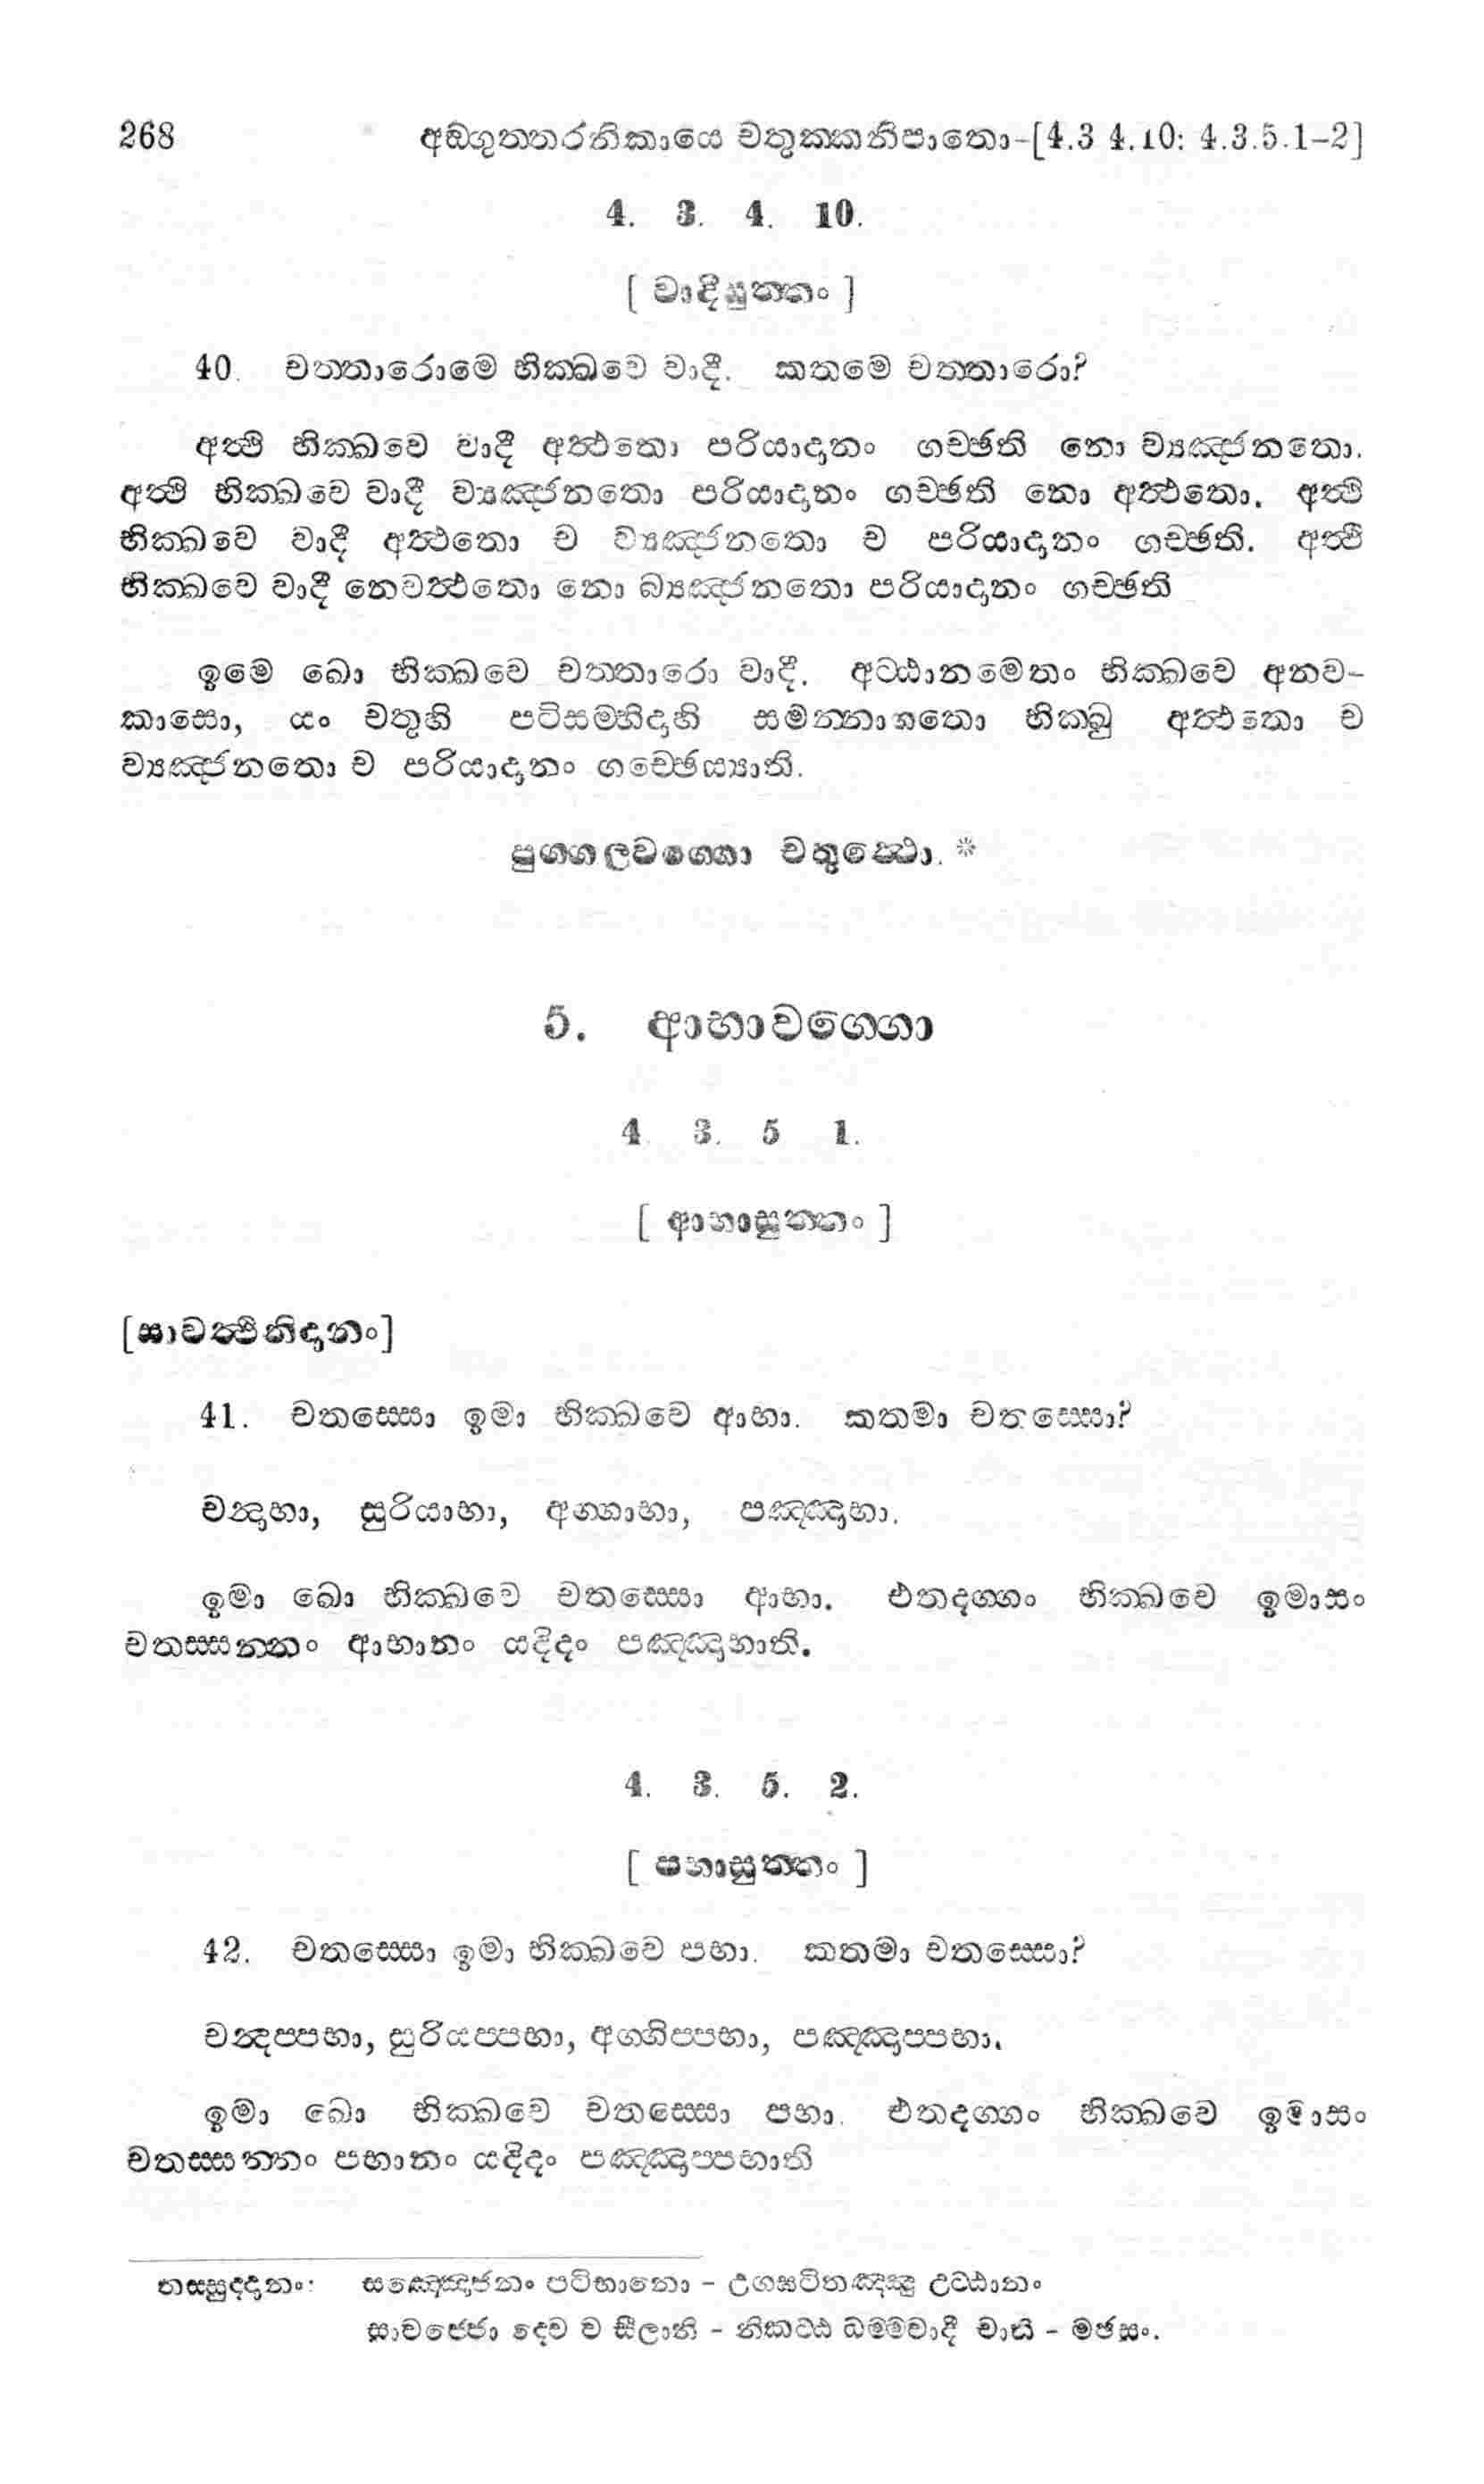 268 අඞ්ගුත්තරනිකායෙ චතුක්කනිපාතො-[4.3 4.10: 4.3.5.1-2]
4. 3. 4. 10.
[ වාදීසුත්තං ]
40. චත්තාරොමෙ භික්ඛවෙ වාදී. කතමෙ චත්තාරො?
අත්ථි භික්ඛවෙ වාදී අත්ථතො පරියාදානං ගච්ඡති නො ව්‍යඤ්ජනතො.
අත්ථි භික්ඛවෙ වාදී ව්‍යඤ්ජනතො පරියාදානං ගච්ඡති නො අත්ථතො. අත්ථි
භික්ඛවෙ වාදී අත්ථතො ච ව්‍යඤ්ජනතො ච පරියාදානං ගච්ඡති. අත්ථි
භික්ඛවෙ වාදී නෙවත්ථතො නො බ්‍යඤ්ජනතො පරියාදානං ගච්ඡති
ඉමෙ ඛො භික්ඛවෙ චත්තාරො වාදී. අට්ඨානමෙතං භික්ඛවෙ අනව-
කාසො, යං චතූහි පටිසම්භිදාහි සමන්නාගතො භික්ඛු අත්ථතො ච
ව්‍යඤ්ජනතො ච පරියාදානං ගච්ඡෙය්‍යාති.
පුග්ගලවග්ගො චතුත්ථො. *
5. ආභාවග්ගො
4 3. 5 1.
[ ආභාසුත්තං ]
[සාවත්ථිනිදානං]
41. චතස්සො ඉමා භික්ඛවෙ ආභා. කතමා චතස්සො?
චන්දාභා, සුරියාභා, අග්ගාභා, පඤ්ඤාභා.
ඉමා ඛො භික්ඛවෙ චතස්සො ආභා. එතදග්ගං භික්ඛවෙ ඉමාසං
චතස්සන්නං ආභානං යදිදං පඤ්ඤාභාති.
4. 3. 5. 2.
[ පභාසුත්තං ]
42. චතස්සො ඉමා භික්ඛවෙ පභා. කතමා චතස්සො?
චන්දප්පභා, සුරියප්පභා, අග්ගිප්පභා, පඤ්ඤාප්පභා.
ඉමා ඛො භික්ඛවෙ චතස්සො පභා. එතදග්ගං භික්ඛවෙ ඉමාසං
චතස්සන්නං පභානං යදිදං පඤ්ඤාප්පභාති
තස්සුද්දානං: සඤ්ඤොජනං පටිභානො - උග්ඝටිතඤ්ඤු උට්ඨානං
සාවජ්ජො ද්වෙ ච සීලානි - නිකට්ඨ ධම්මවාදී චාති - මඡසං.